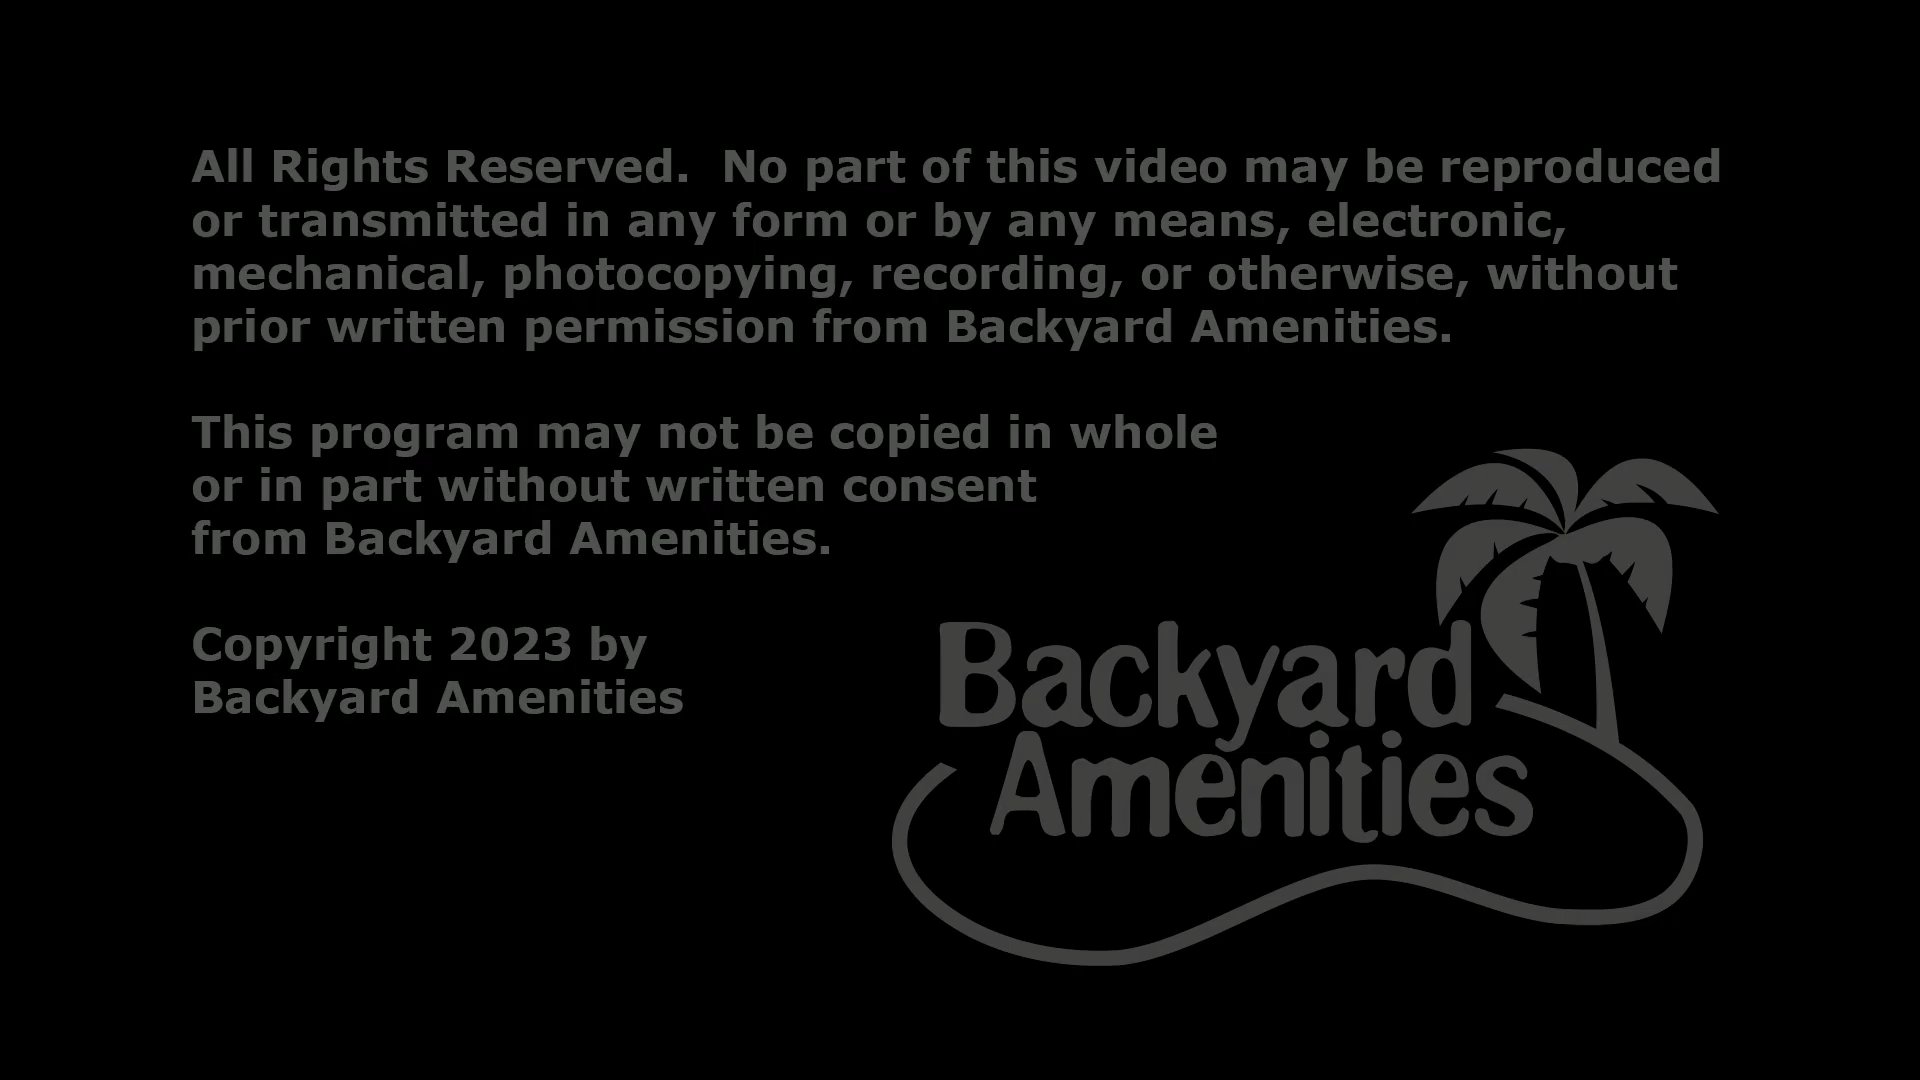 All Rights Reserved.  No part of this video may be reproduced
or transmitted in any form or by any means, electronic,
mechanical, photocopying, recording, or otherwise, without
prior written permission from Backyard Amenities.
This program may not be copied in whole
or in part without written consent
from Backyard Amenities.
Copyright 2023 by
Backyard Amenities
Backyard
Amenities